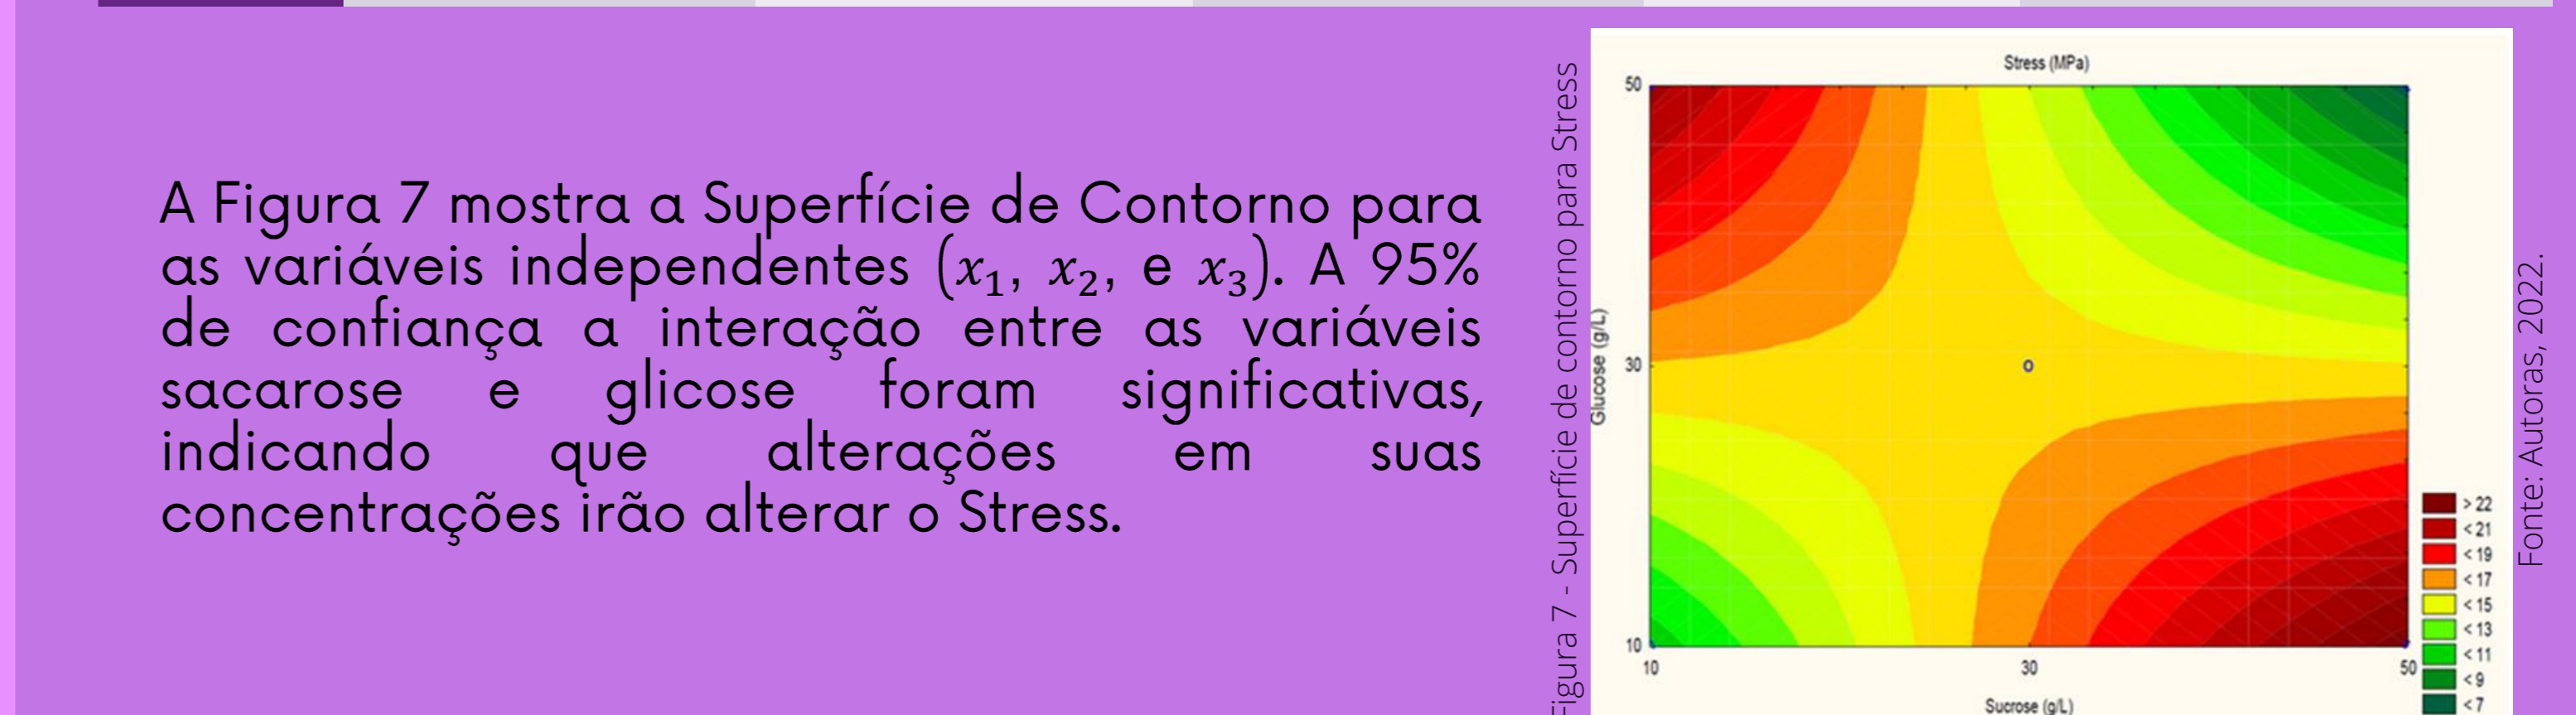 A Figura 7 mostra a Superfície de Contorno para
as variáveis independentes (x₁, x₂, e x₃). A 95%
de confiança a interação entre as variáveis
sacarose e glicose foram significativas,
indicando que alterações em suas
concentrações irão alterar o Stress.
Figura 7 - Superfície de contorno para Stress
Stress (MPa)
50
30
10
Glucose (g/L)
10 30 50
Sucrose (g/L)
> 22
< 21
< 19
< 17
< 15
< 13
< 11
< 9
< 7
Fonte: Autoras, 2022.